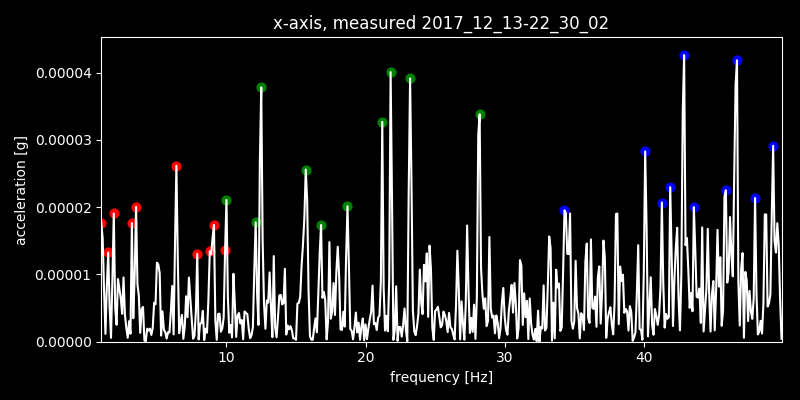 x-axis, measured 2017_12_13-22_30_02
0.00004
0.00003
0.00002
0.00001
0.00000
acceleration [g]
10 20 30 40
frequency [Hz]